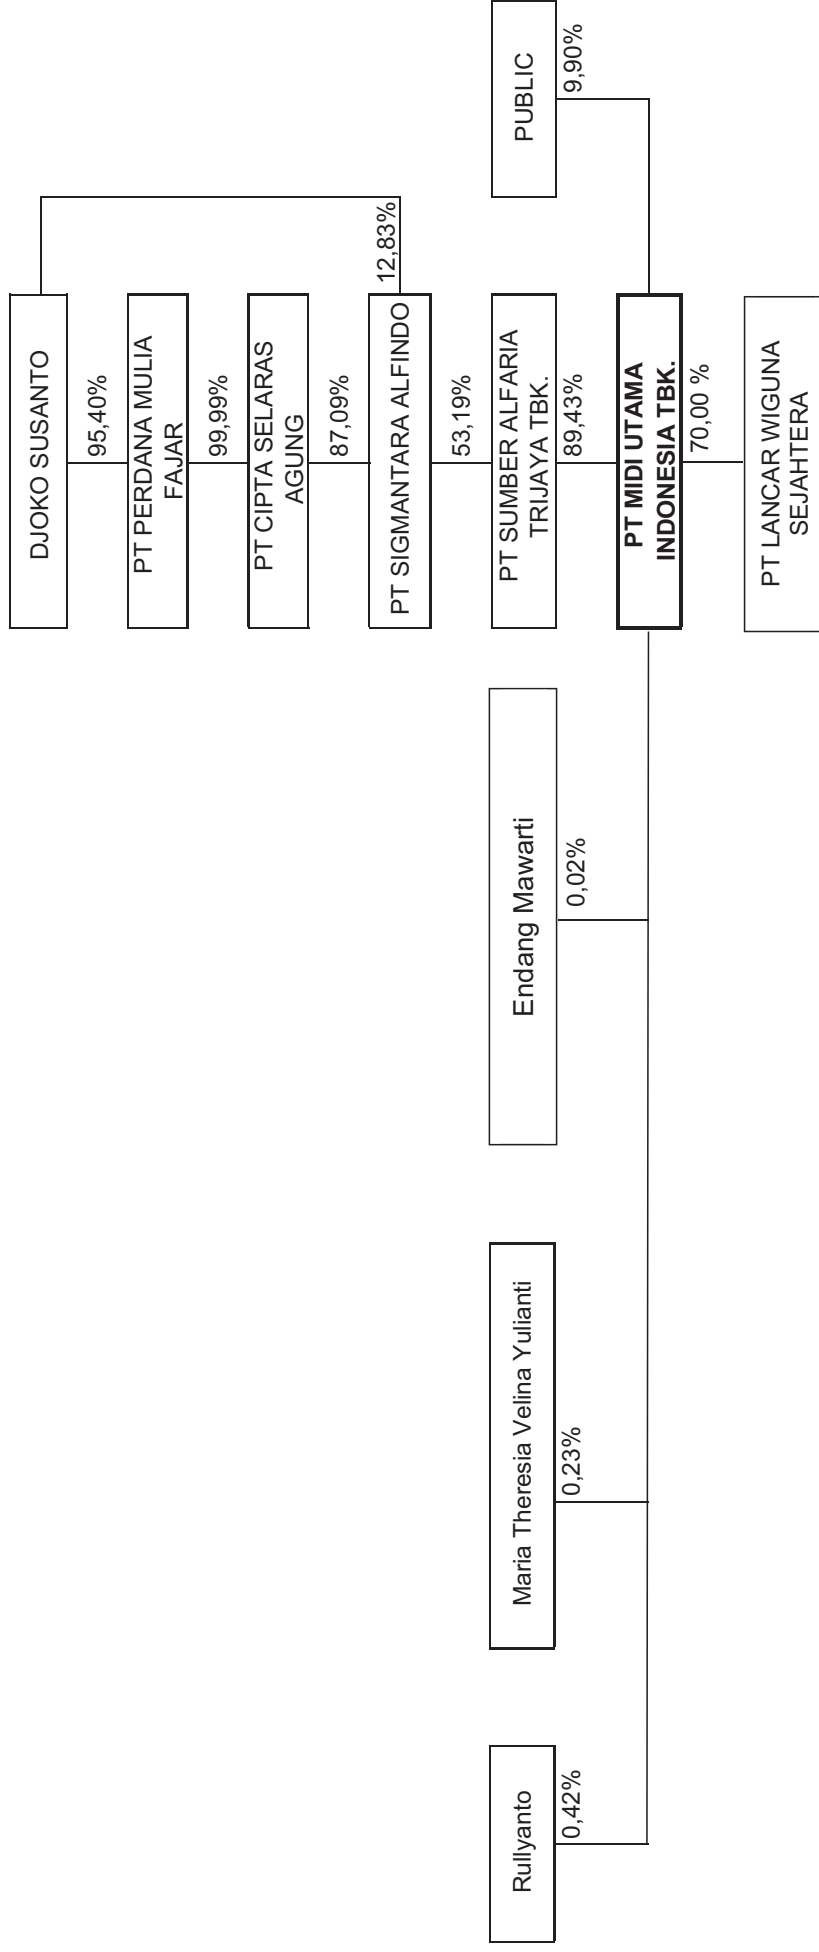 DJOKO SUSANTO
95,40%
PT PERDANA MULIA
FAJAR
99,99%
PT CIPTA SELARAS
AGUNG
87,09%
12,83%
PT SIGMANTARA ALFINDO
53,19%
Rullyanto
0,42%
Maria Theresia Velina Yulianti
0,23%
Endang Mawarti
0,02%
PT SUMBER ALFARIA
TRIJAYA TBK.
89,43%
PUBLIC
9,90%
PT MIDI UTAMA
INDONESIA TBK.
70,00 %
PT LANCAR WIGUNA
SEJAHTERA